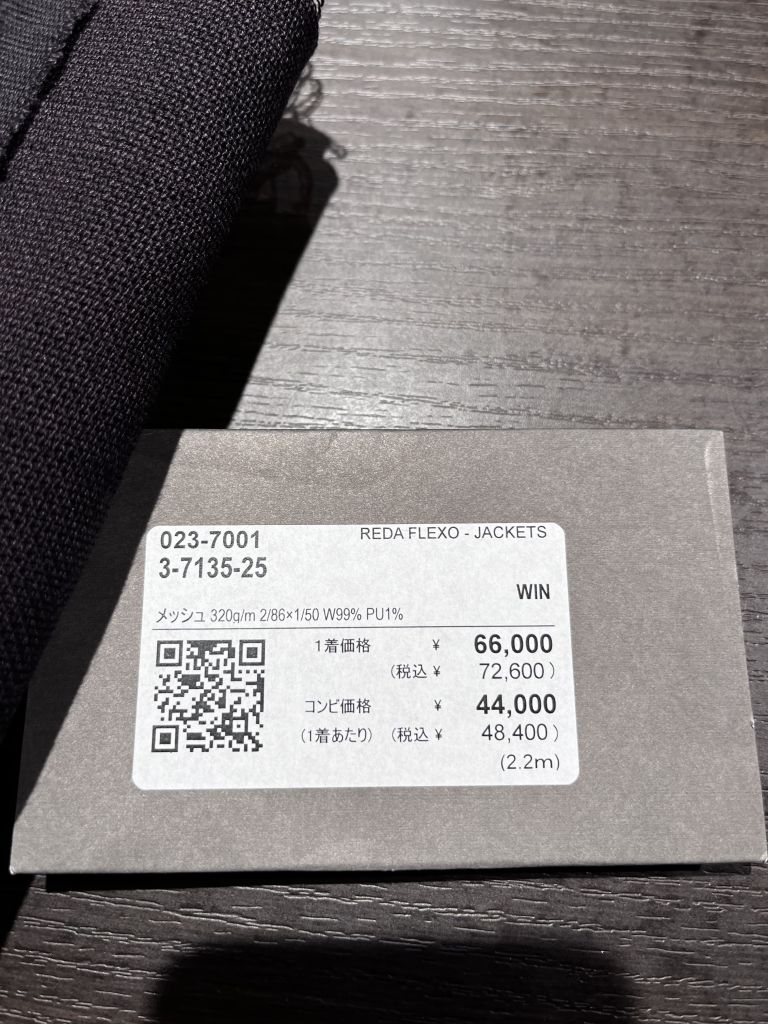 023-7001
REDA FLEXO - JACKETS
3-7135-25
WIN
メッシュ 320g/m 2/86×1/50 W99% PU1%
1着価格 ¥ 66,000
(税込 ¥ 72,600 )
コンビ価格 ¥ 44,000
(1着あたり) (税込 ¥ 48,400 )
(2.2m)